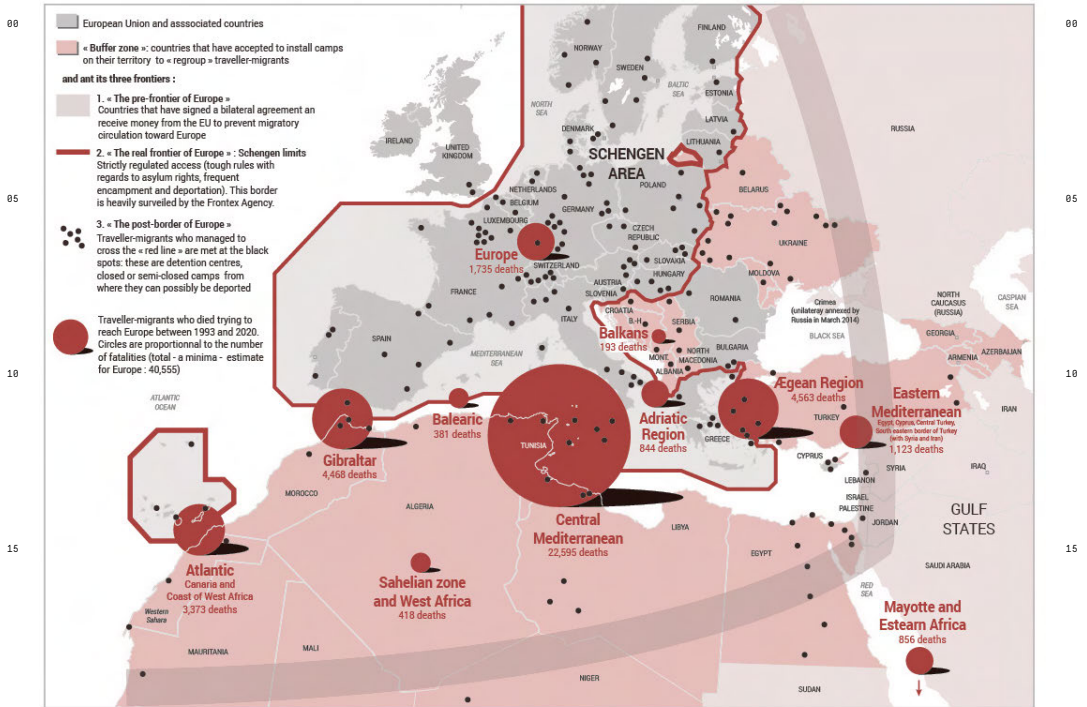 00
05
10
15
00
05
10
15
European Union and asssociated countries
« Buffer zone »: countries that have accepted to install camps
on their territory to « regroup » traveller-migrants
and ant its three frontiers :
1. « The pre-frontier of Europe »
Countries that have signed a bilateral agreement an
receive money from the EU to prevent migratory
circulation toward Europe
2. « The real frontier of Europe » : Schengen limits
Strictly regulated access (tough rules with
regards to asylum rights, frequent
encampment and deportation). This border
is heavily surveiled by the Frontex Agency.
3. « The post-border of Europe »
Traveller-migrants who managed to
cross the « red line » are met at the black
spots: these are detention centres,
closed or semi-closed camps from
where they can possibly be deported
Traveller-migrants who died trying to
reach Europe between 1993 and 2020.
Circles are proportionnal to the number
of fatalities (total - a minima - estimate
for Europe : 40,555)
FINLAND
NORWAY
SWEDEN
BALTIC
SEA
ESTONIA
NORTH
SEA
LATVIA
RUSSIA
DENMARK
LITHUANIA
IRELAND
UNITED
KINGDOM
SCHENGEN
AREA
NETHERLANDS
POLAND
BELARUS
BELGIUM
GERMANY
LUXEMBOURG
CZECH
REPUBLIC
UKRAINE
Europe
1,735 deaths
SWITZERLAND
SLOVAKIA
MOLDOVA
HUNGARY
AUSTRIA
SLOVENIA
FRANCE
CROATIA
ROMANIA
Crimea
(unilateray annexed by
Russia in March 2014)
NORTH
CAUCASUS
(RUSSIA)
CASPIAN
SEA
ITALY
B.-H.
SERBIA
Balkans
193 deaths
BLACK SEA
GEORGIA
SPAIN
MEDITERRANEAN
SEA
MONT.
NORTH
MACEDONIA
BULGARIA
ARMENIA
AZERBAIJAN
ALBANIA
ATLANTIC
OCEAN
Balearic
381 deaths
Adriatic
Region
844 deaths
Ægean Region
4,563 deaths
Eastern
Mediterranean
Egypt, Cyprus, Central Turkey,
South eastern border of Turkey
(with Syria and Iran)
1,123 deaths
IRAN
TURKEY
GREECE
TUNISIA
Gibraltar
4,468 deaths
CYPRUS
SYRIA
IRAQ
LEBANON
MOROCCO
ALGERIA
ISRAEL
PALESTINE
JORDAN
GULF
STATES
Central
Mediterranean
22,595 deaths
LIBYA
EGYPT
SAUDI ARABIA
Atlantic
Canaria and
Coast of West Africa
3,373 deaths
Sahelian zone
and West Africa
418 deaths
RED
SEA
Western
Sahara
Mayotte and
Estearn Africa
856 deaths
MAURITANIA
MALI
NIGER
SUDAN